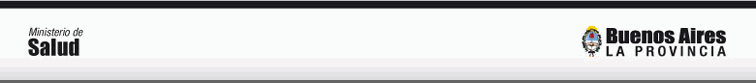 Ministerio de
Salud
Buenos Aires
LA PROVINCIA